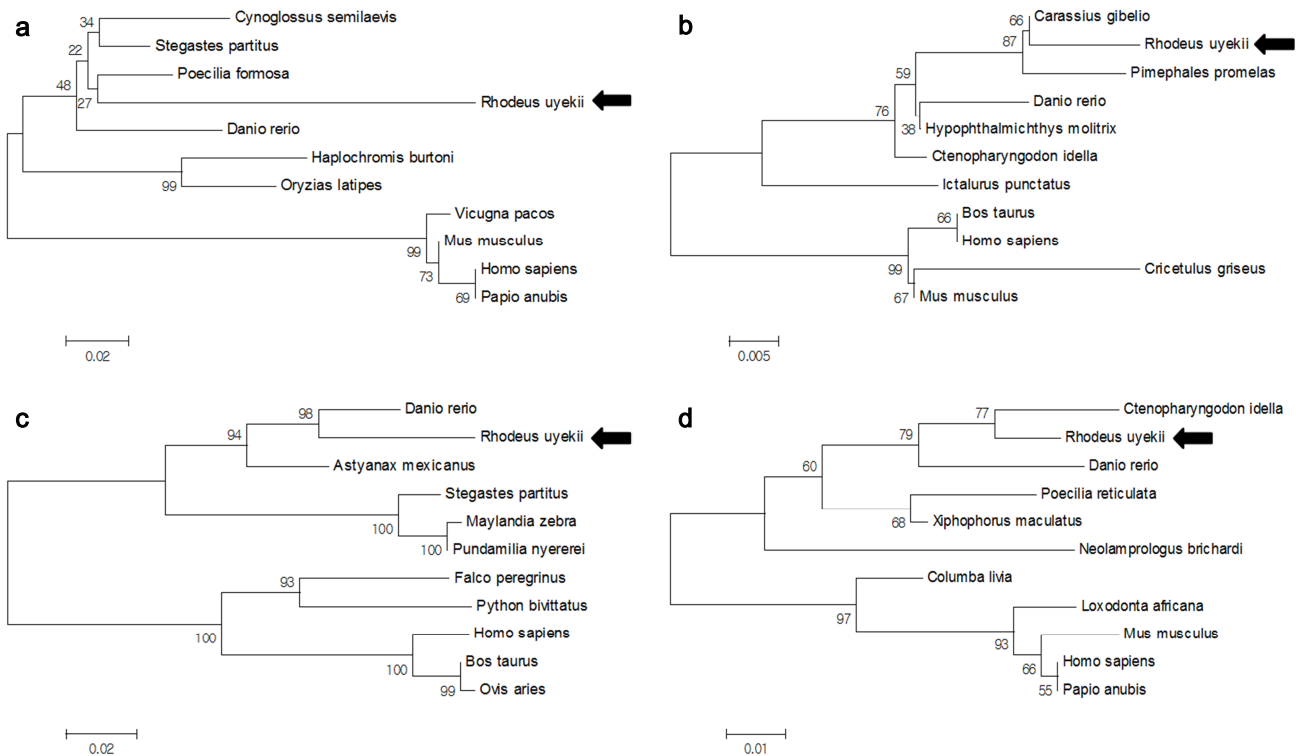 a
34
Cynoglossus semilaevis
22
Stegastes partitus
48
Poecilia formosa
27
Rhodeus uyekii
Danio rerio
Haplochromis burtoni
99
Oryzias latipes
Vicugna pacos
99
Mus musculus
73
Homo sapiens
69
Papio anubis
0.02
b
66
Carassius gibelio
87
Rhodeus uyekii
59
Pimephales promelas
76
Danio rerio
38
Hypophthalmichthys molitrix
Ctenopharyngodon idella
Ictalurus punctatus
66
Bos taurus
Homo sapiens
99
Cricetulus griseus
67
Mus musculus
0.005
c
98
Danio rerio
94
Rhodeus uyekii
Astyanax mexicanus
Stegastes partitus
100
Maylandia zebra
100
Pundamilia nyererei
93
Falco peregrinus
Python bivittatus
100
Homo sapiens
100
Bos taurus
99
Ovis aries
0.02
d
77
Ctenopharyngodon idella
79
Rhodeus uyekii
60
Danio rerio
Poecilia reticulata
68
Xiphophorus maculatus
Neolamprologus brichardi
Columba livia
97
Loxodonta africana
93
Mus musculus
66
Homo sapiens
55
Papio anubis
0.01